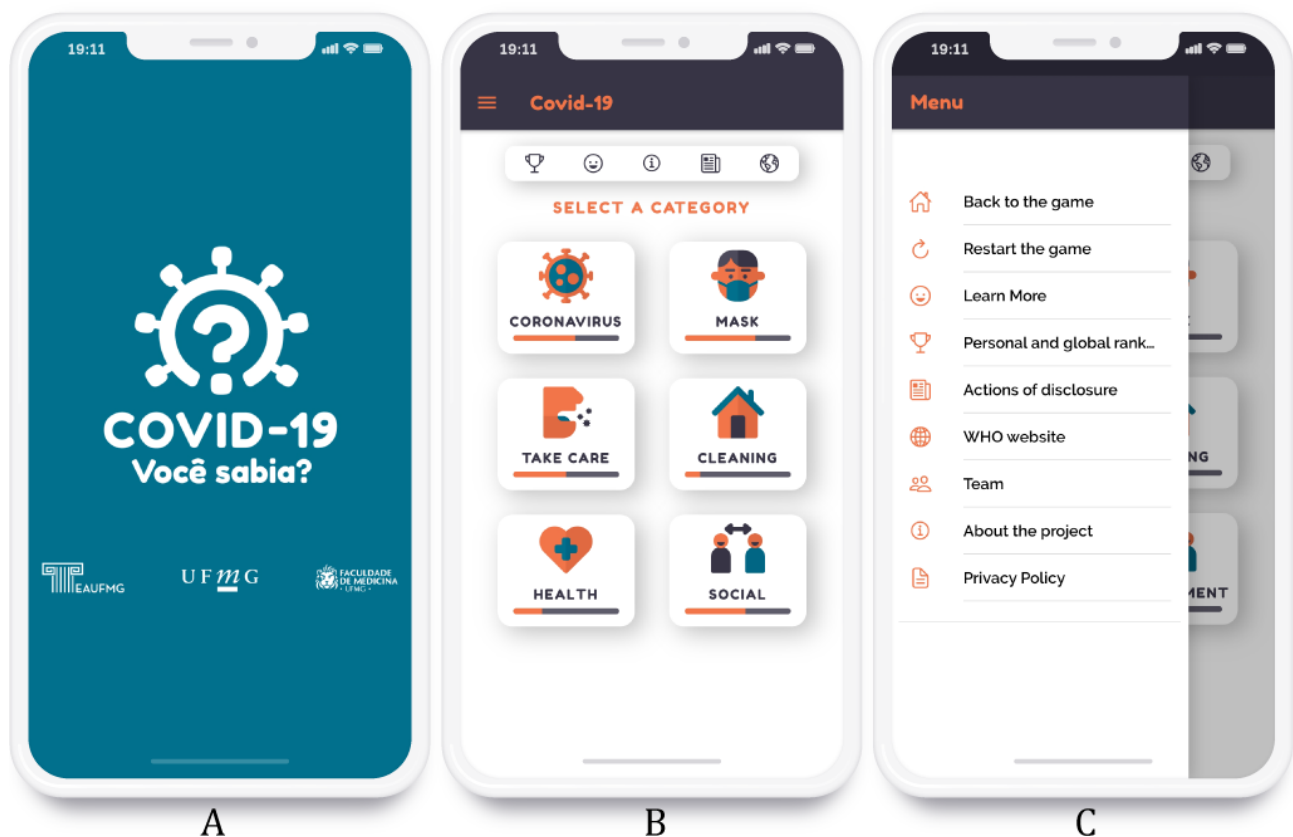 19:11
COVID-19
Você sabia?
TEAUFMG
UFmG
FACULDADE
DE MEDICINA
- UFMG -
A
19:11
Covid-19
SELECT A CATEGORY
CORONAVIRUS
MASK
TAKE CARE
CLEANING
HEALTH
SOCIAL
B
19:11
Menu
Back to the game
Restart the game
Learn More
Personal and global rank...
Actions of disclosure
WHO website
Team
About the project
Privacy Policy
NG
MENT
C